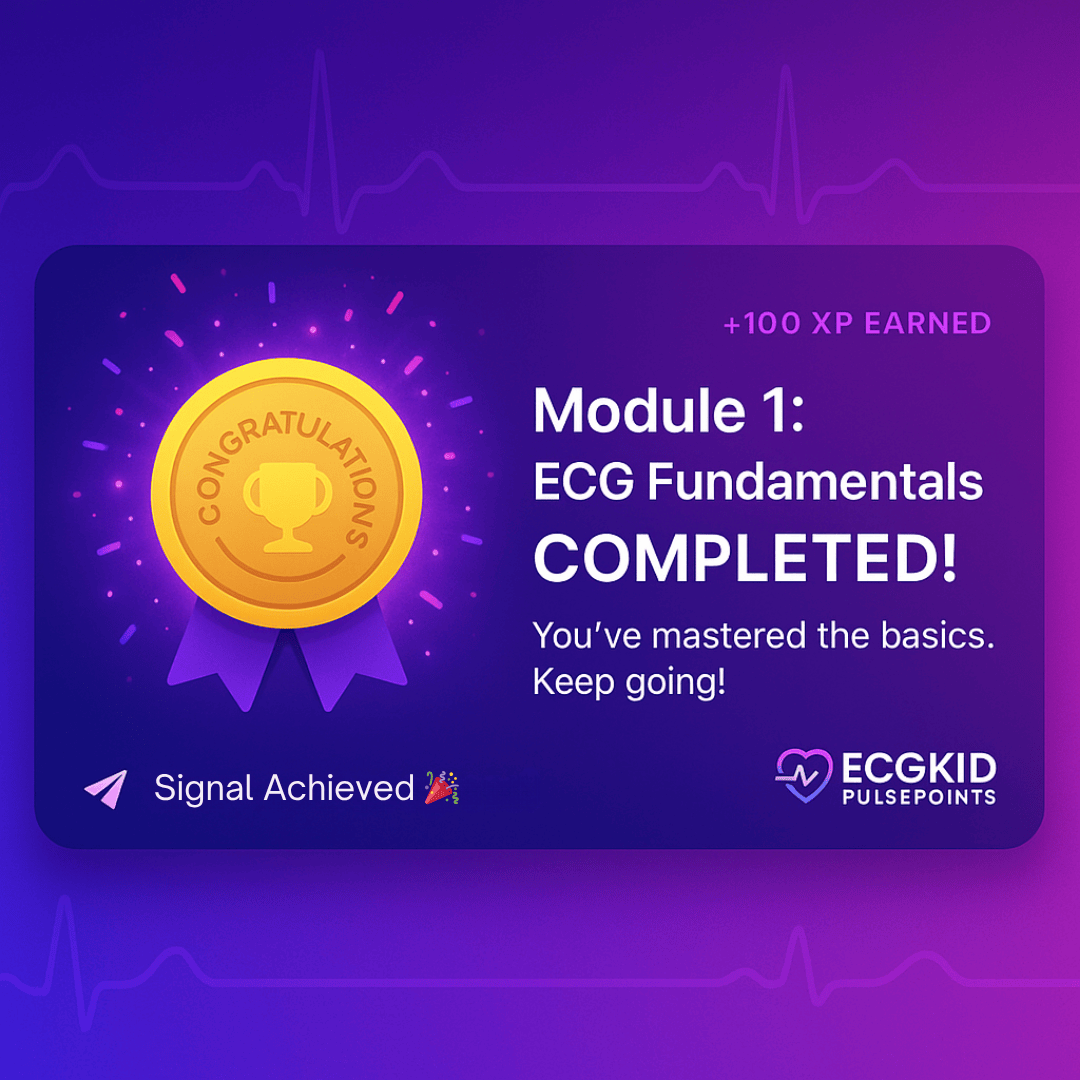 +100 XP EARNED
CONGRATULATIONS
Module 1:
ECG Fundamentals
COMPLETED!
You’ve mastered the basics.
Keep going!
Signal Achieved 🎉
ECGKID
PULSEPOINTS